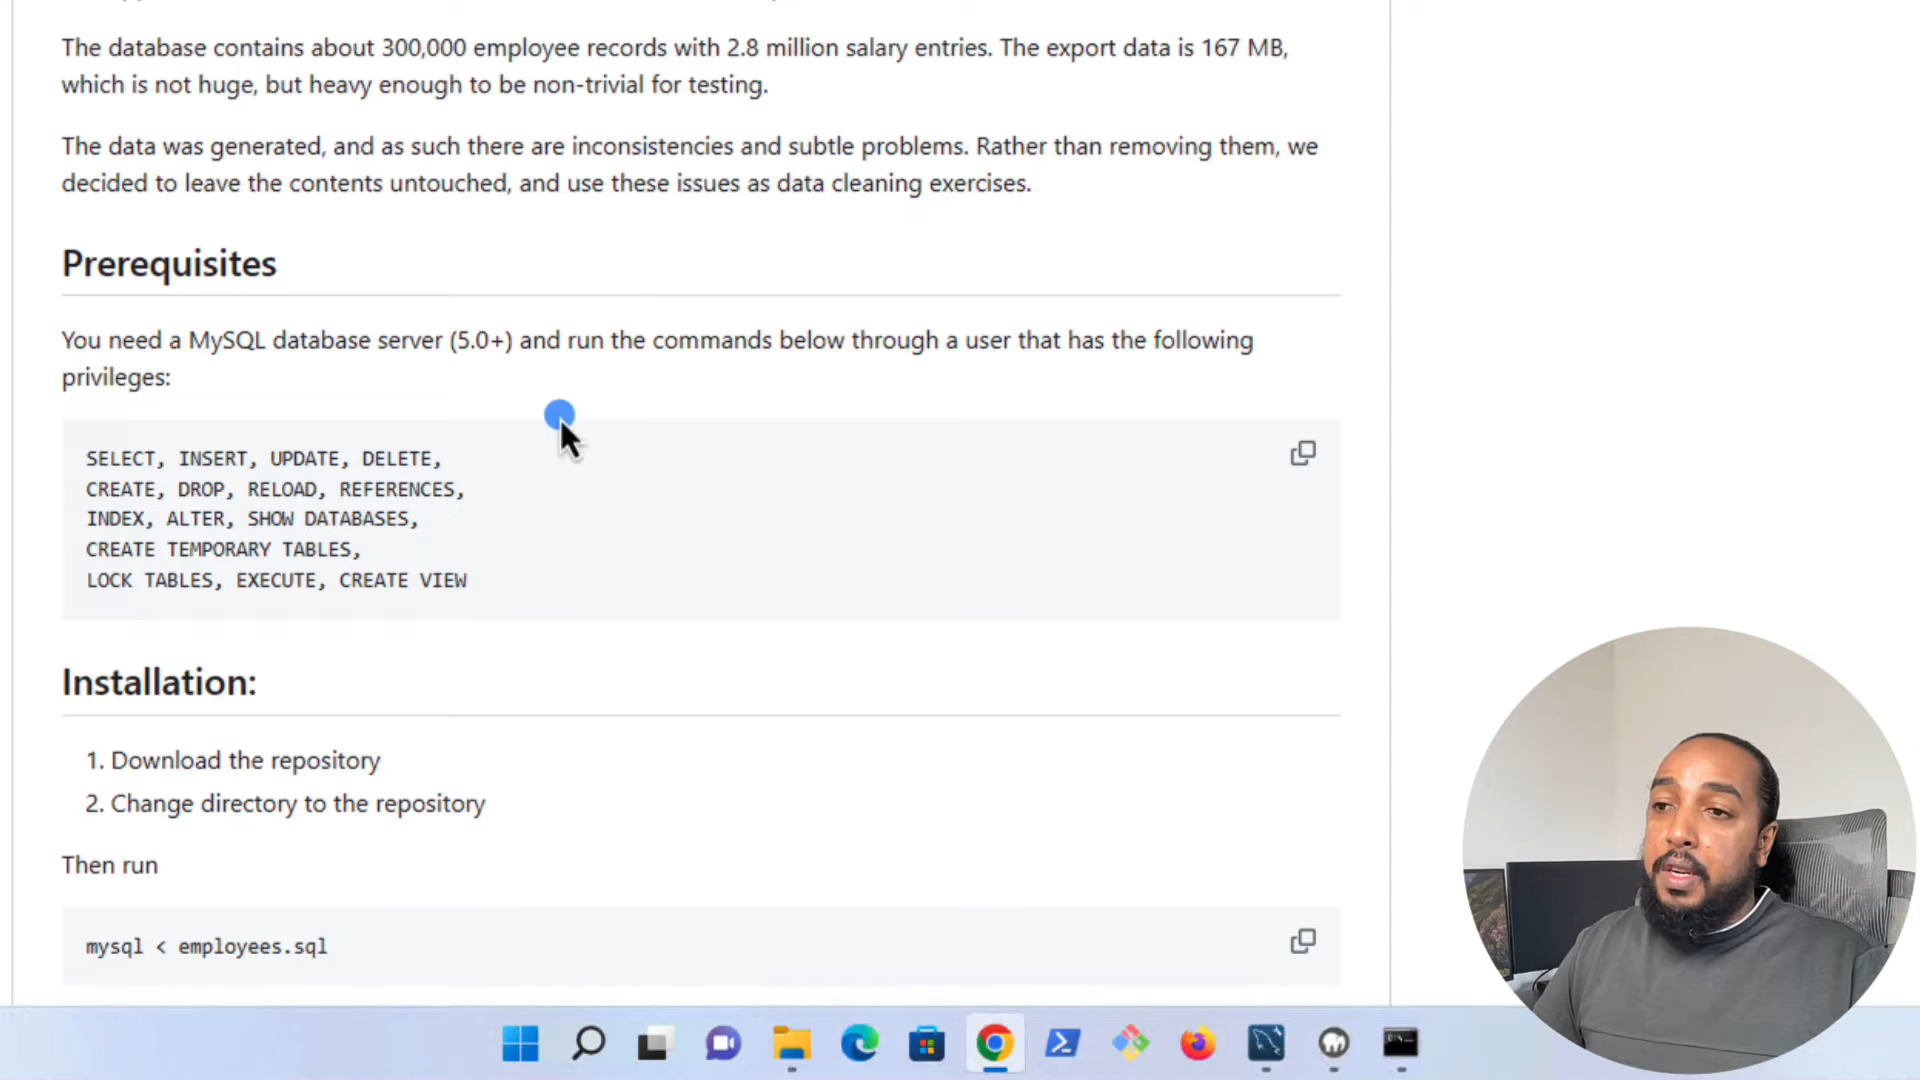 The database contains about 300,000 employee records with 2.8 million salary entries. The export data is 167 MB,
which is not huge, but heavy enough to be non-trivial for testing.
The data was generated, and as such there are inconsistencies and subtle problems. Rather than removing them, we
decided to leave the contents untouched, and use these issues as data cleaning exercises.
Prerequisites
You need a MySQL database server (5.0+) and run the commands below through a user that has the following
privileges:
SELECT, INSERT, UPDATE, DELETE,
CREATE, DROP, RELOAD, REFERENCES,
INDEX, ALTER, SHOW DATABASES,
CREATE TEMPORARY TABLES,
LOCK TABLES, EXECUTE, CREATE VIEW
Installation:
1. Download the repository
2. Change directory to the repository
Then run
mysql < employees.sql